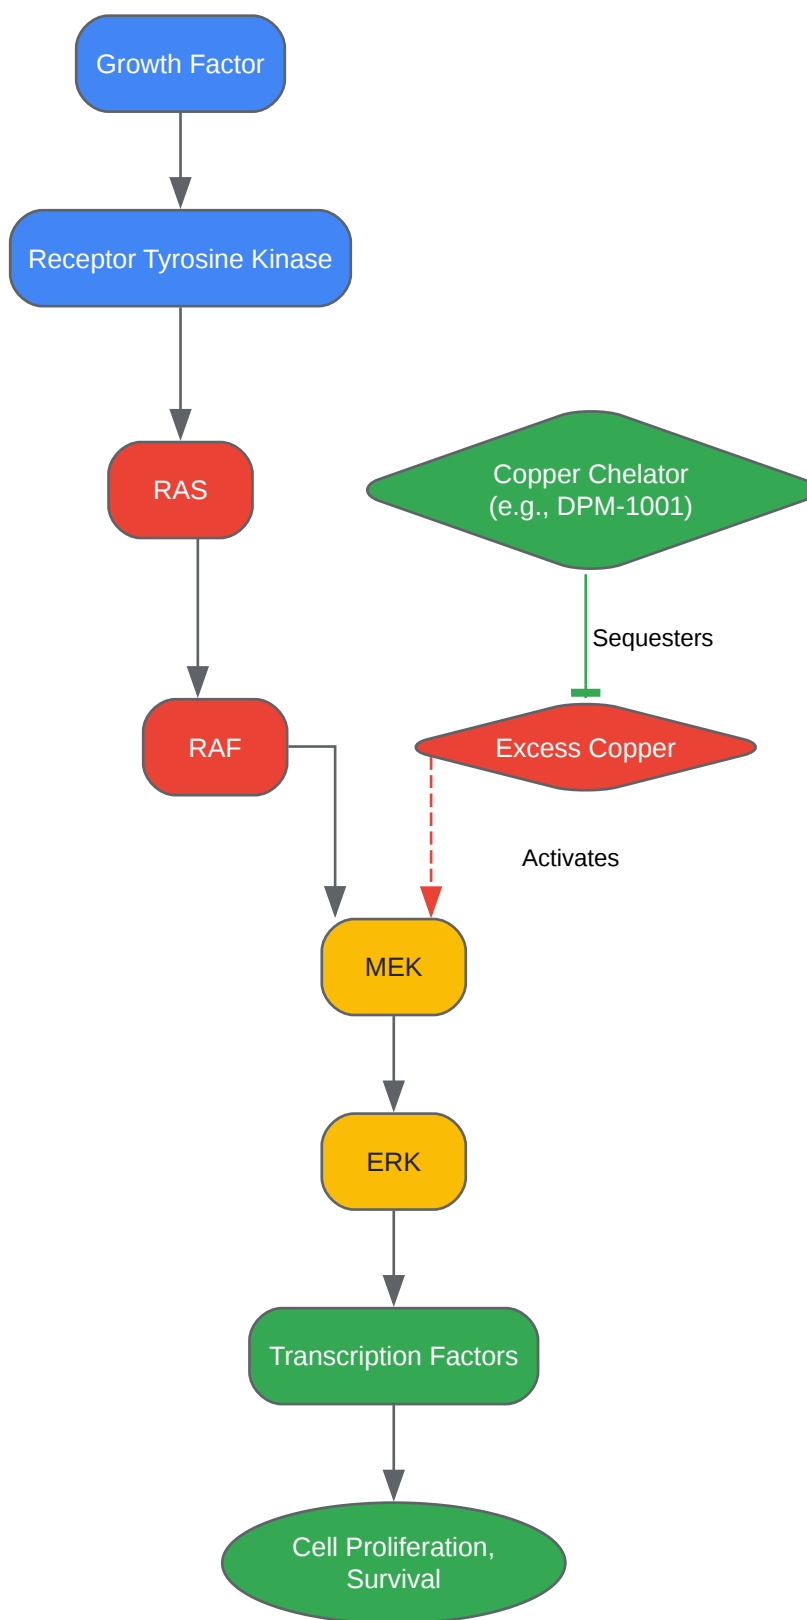 Growth Factor
Receptor Tyrosine Kinase
RAS
Copper Chelator
(e.g., DPM-1001)
Sequesters
RAF
Excess Copper
Activates
MEK
ERK
Transcription Factors
Cell Proliferation,
Survival